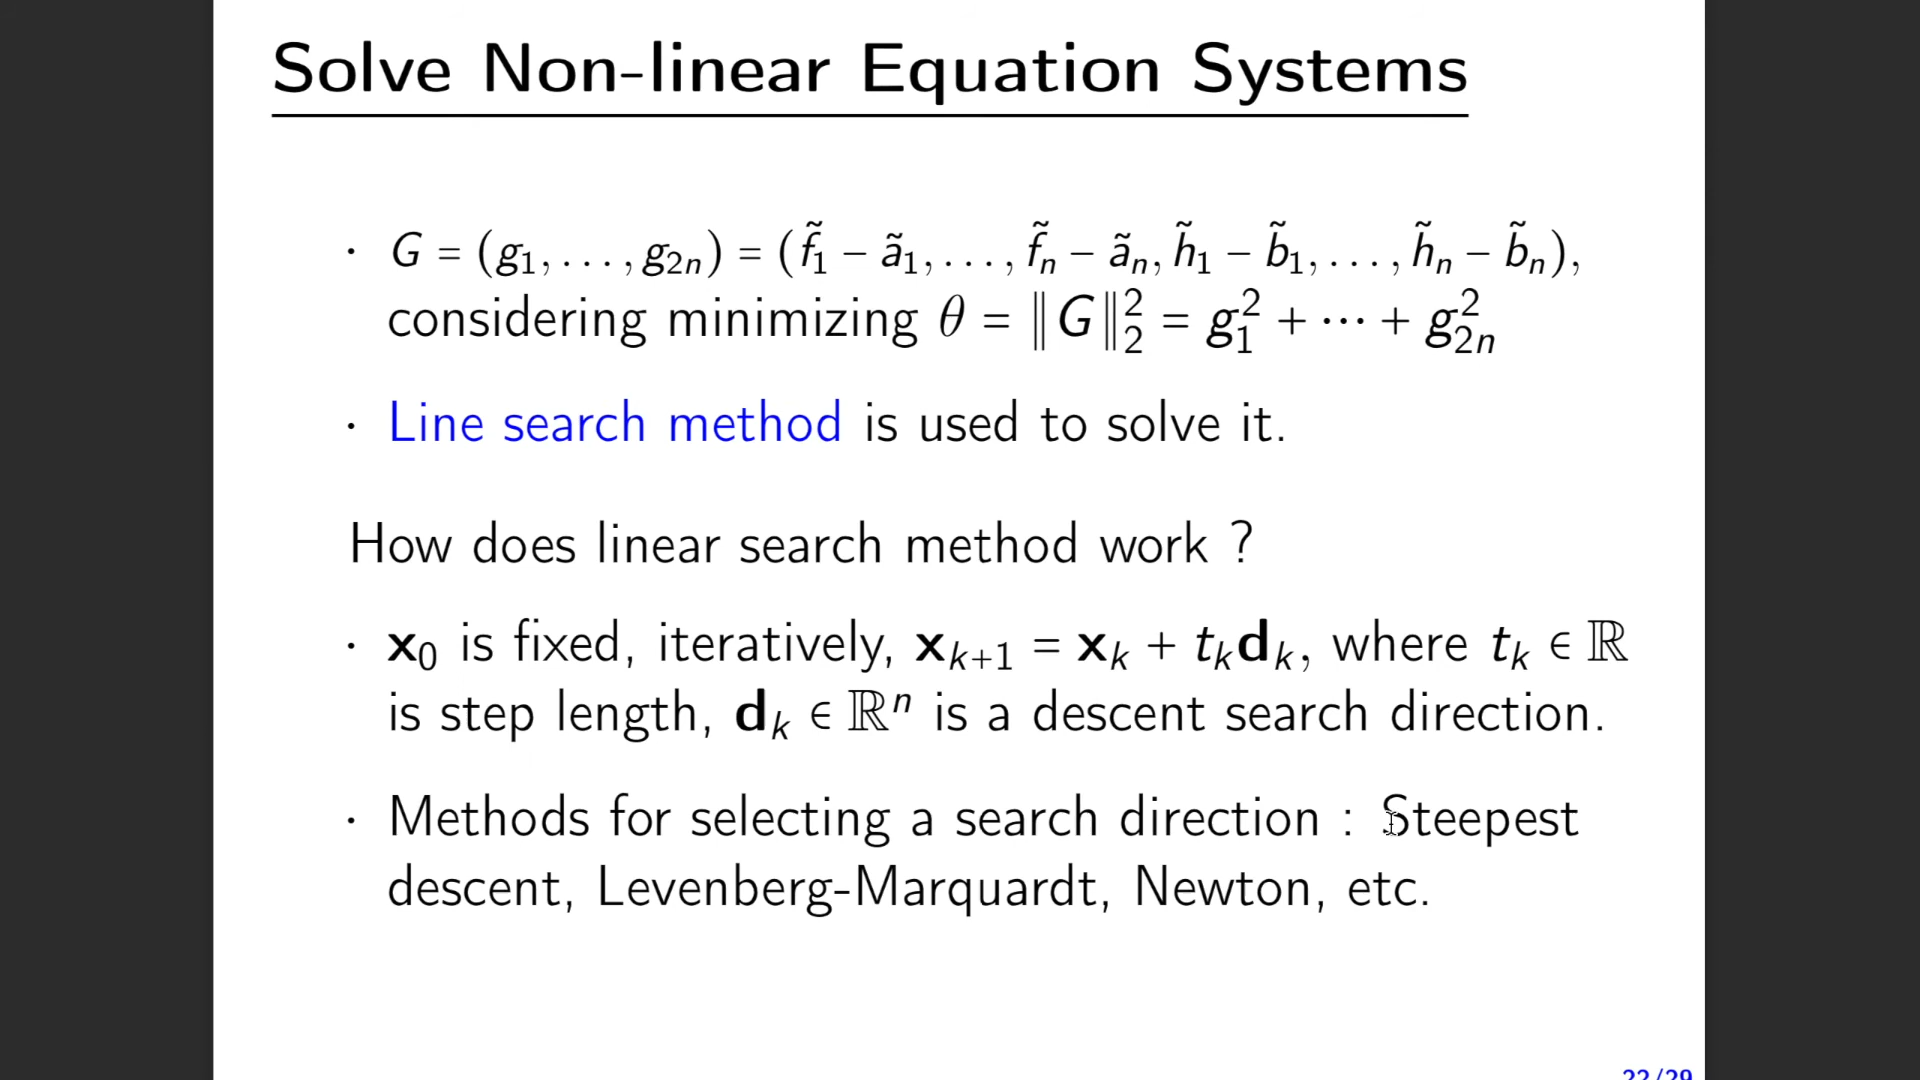 Solve Non-linear Equation Systems
· G = (g₁, . . . , g₂ₙ) = (f̃₁ − ã₁, . . . , f̃ₙ − ãₙ, h̃₁ − b̃₁, . . . , h̃ₙ − b̃ₙ),
considering minimizing θ = ‖G‖₂² = g₁² + ⋯ + g₂ₙ²
· Line search method is used to solve it.
How does linear search method work ?
· x₀ is fixed, iteratively, xₖ₊₁ = xₖ + tₖdₖ, where tₖ ∈ ℝ
is step length, dₖ ∈ ℝⁿ is a descent search direction.
· Methods for selecting a search direction : Steepest
descent, Levenberg-Marquardt, Newton, etc.
22/29